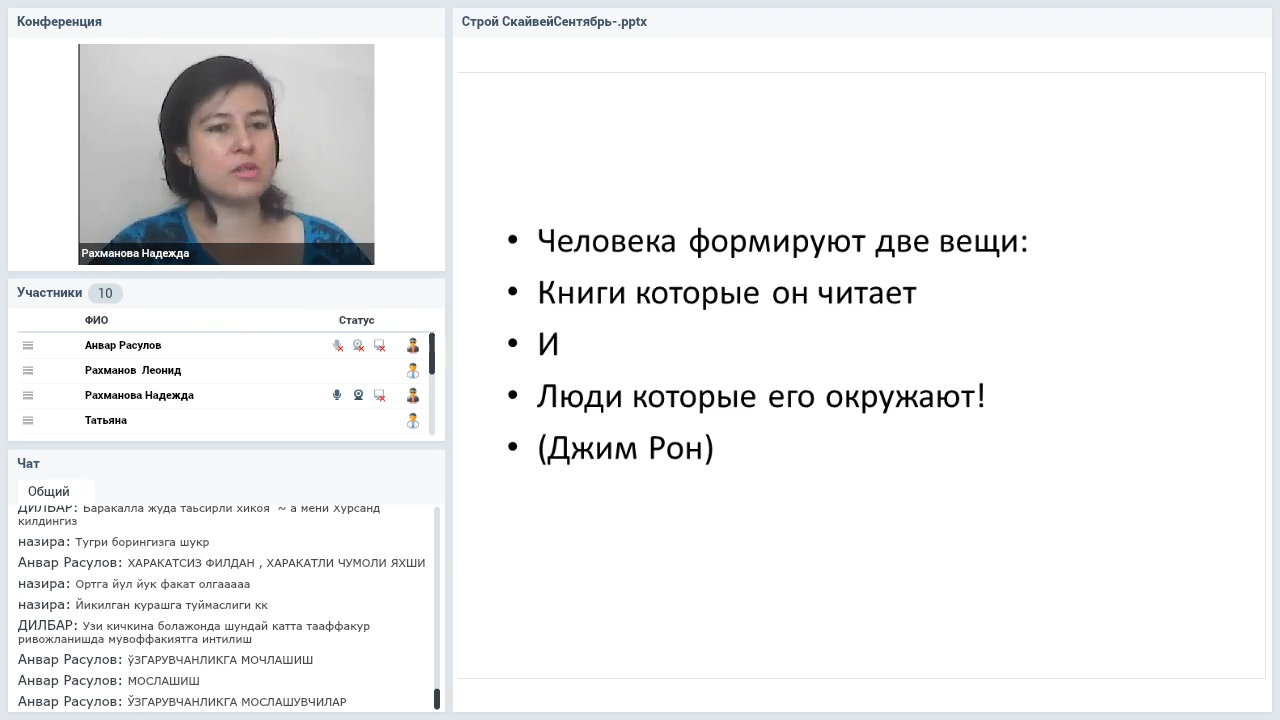 Конференция
Рахманова Надежда
Участники 10
ФИО Статус
Анвар Расулов
Рахманов Леонид
Рахманова Надежда
Татьяна
Чат
Общий
ДИЛБАР: Баракалла жуда таьсирли хикоя ~ а мени Хурсанд
килдингиз
назира: Тугри борингизга шукр
Анвар Расулов: ХАРАКАТСИЗ ФИЛДАН , ХАРАКАТЛИ ЧУМОЛИ ЯХШИ
назира: Ортга йул йук факат олгааааа
назира: Йикилган курашга туймаслиги кк
ДИЛБАР: Узи кичкина болажонда шундай катта тааффакур
ривожланишда мувоффакиятга интилиш
Анвар Расулов: ўЗГАРУВЧАНЛИКГА МОЧЛАШИШ
Анвар Расулов: МОСЛАШИШ
Анвар Расулов: ЎЗГАРУВЧАНЛИКГА МОСЛАШУВЧИЛАР
Строй СкайвейСентябрь-.pptx
• Человека формируют две вещи:
• Книги которые он читает
• И
• Люди которые его окружают!
• (Джим Рон)